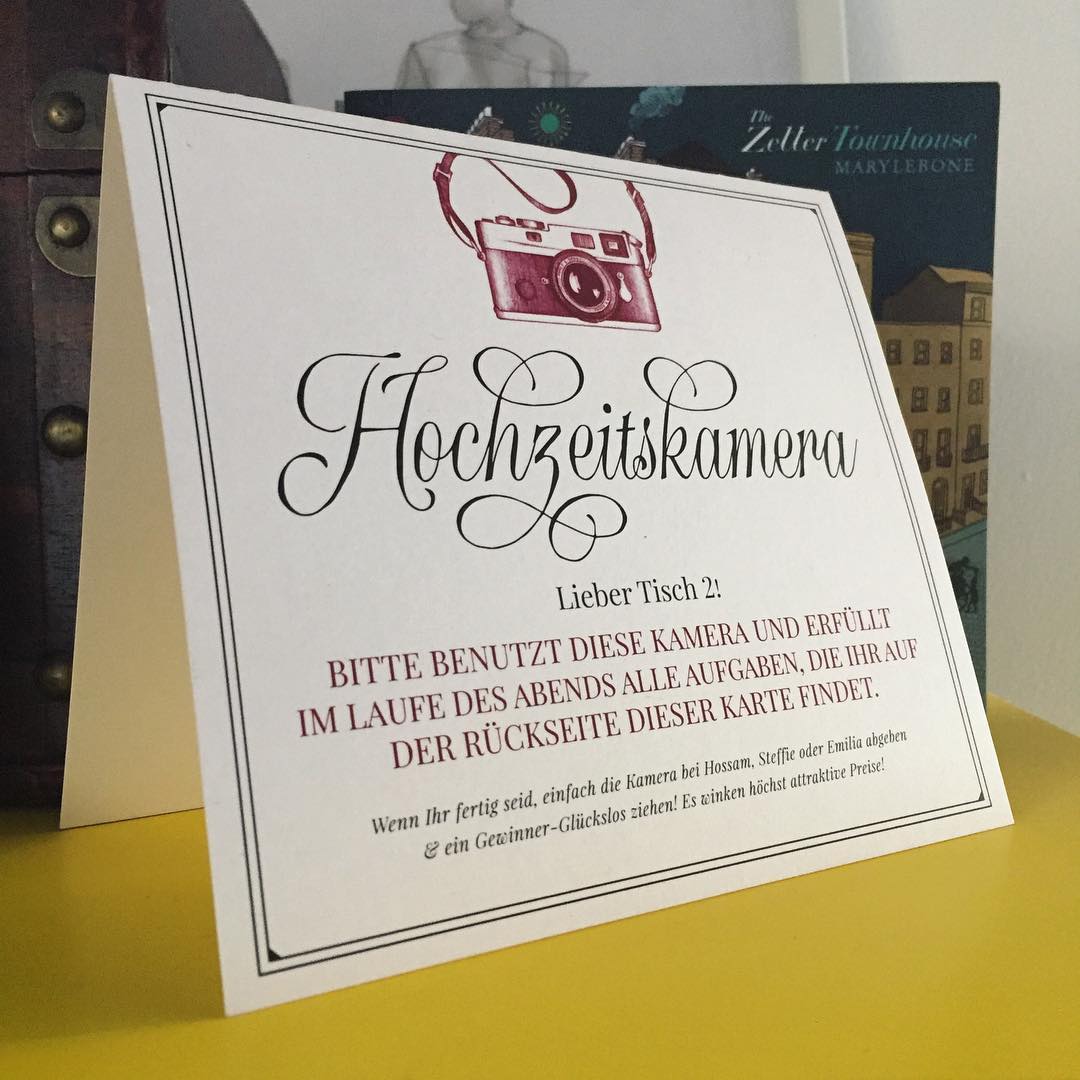 The
Zetter Townhouse
MARYLEBONE
Hochzeitskamera
Lieber Tisch 2!
BITTE BENUTZT DIESE KAMERA UND ERFÜLLT
IM LAUFE DES ABENDS ALLE AUFGABEN, DIE IHR AUF
DER RÜCKSEITE DIESER KARTE FINDET.
Wenn Ihr fertig seid, einfach die Kamera bei Hossam, Steffie oder Emilia abgeben
& ein Gewinner-Glückslos ziehen! Es winken höchst attraktive Preise!